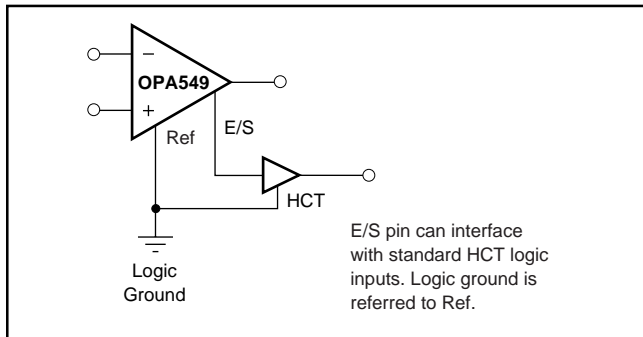 −
OPA549
+
Ref
E/S
HCT
Logic
Ground
E/S pin can interface
with standard HCT logic
inputs. Logic ground is
referred to Ref.